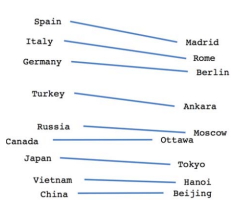 Spain Madrid
Italy Rome
Germany Berlin
Turkey Ankara
Russia Moscow
Canada Ottawa
Japan Tokyo
Vietnam Hanoi
China Beijing